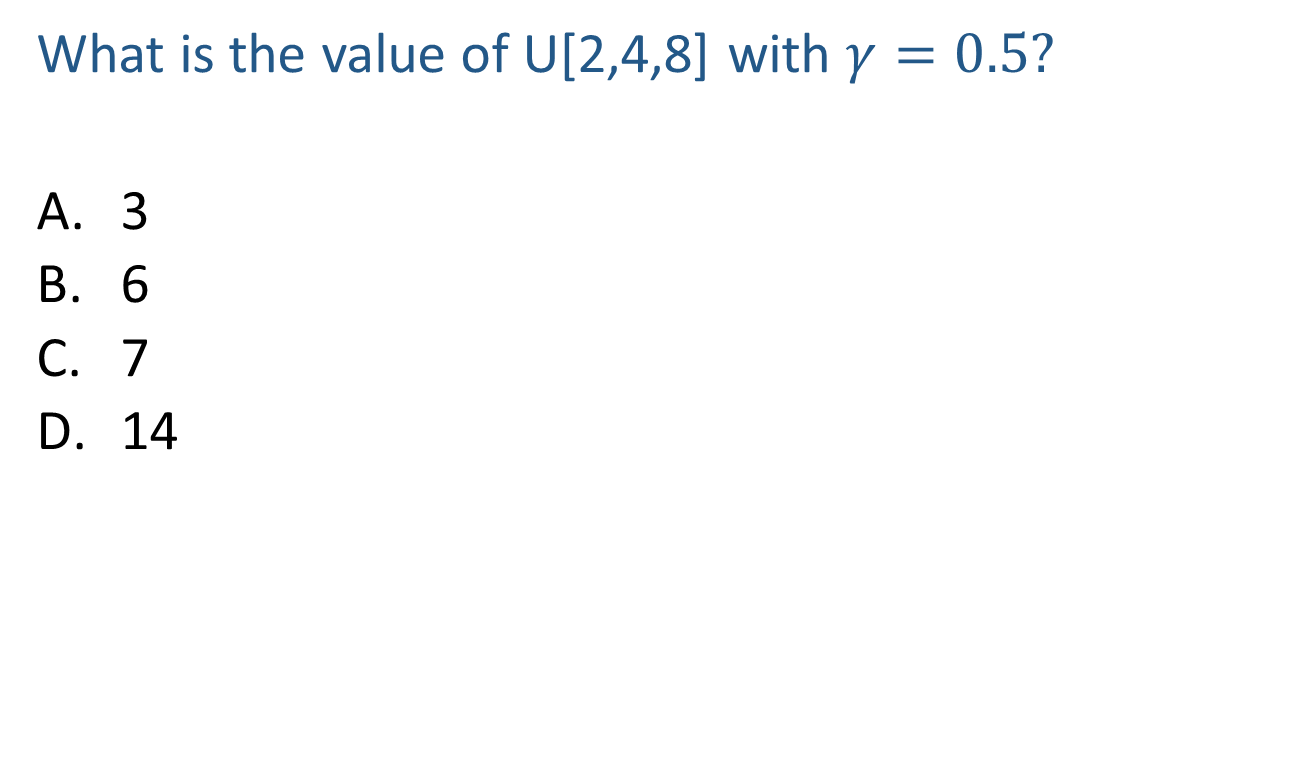 What is the value of U[2,4,8] with γ = 0.5?
A. 3
B. 6
C. 7
D. 14